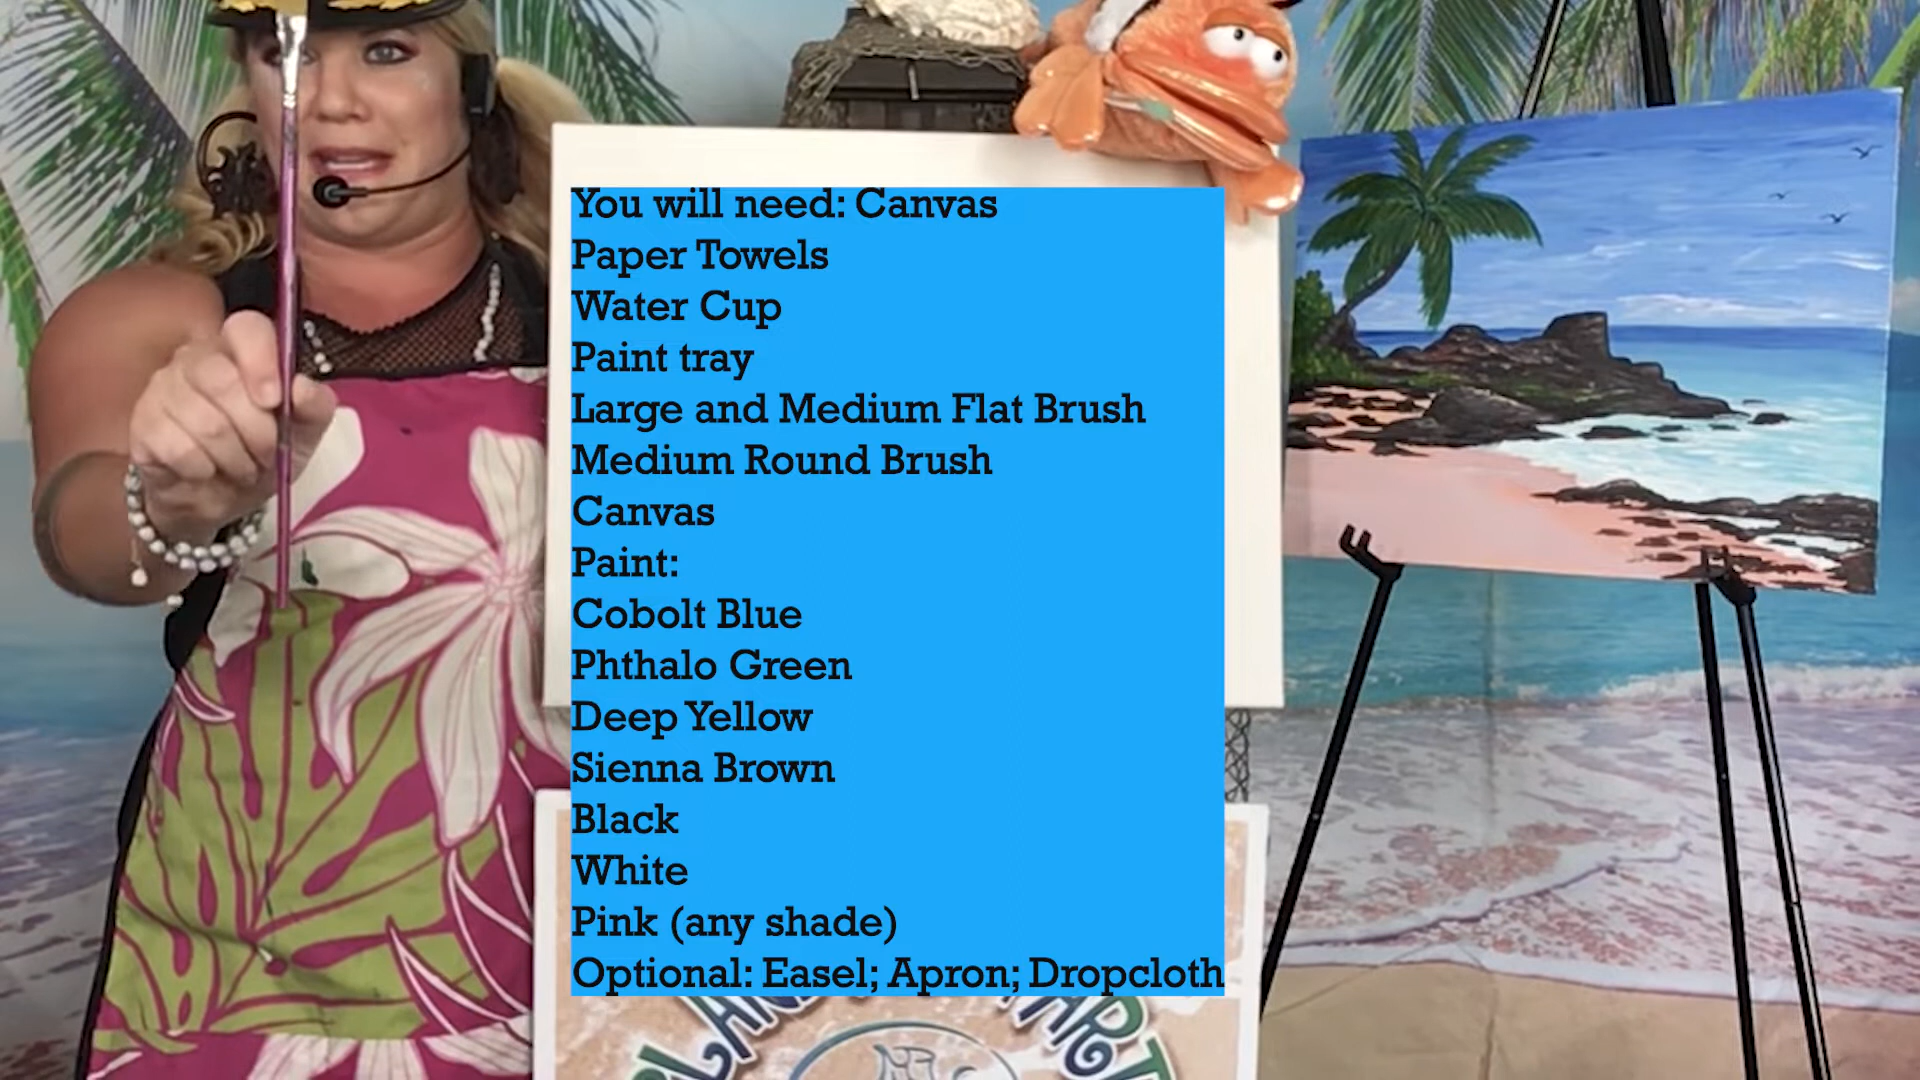 You will need: Canvas
Paper Towels
Water Cup
Paint tray
Large and Medium Flat Brush
Medium Round Brush
Canvas
Paint:
Cobolt Blue
Phthalo Green
Deep Yellow
Sienna Brown
Black
White
Pink (any shade)
Optional: Easel; Apron; Dropcloth